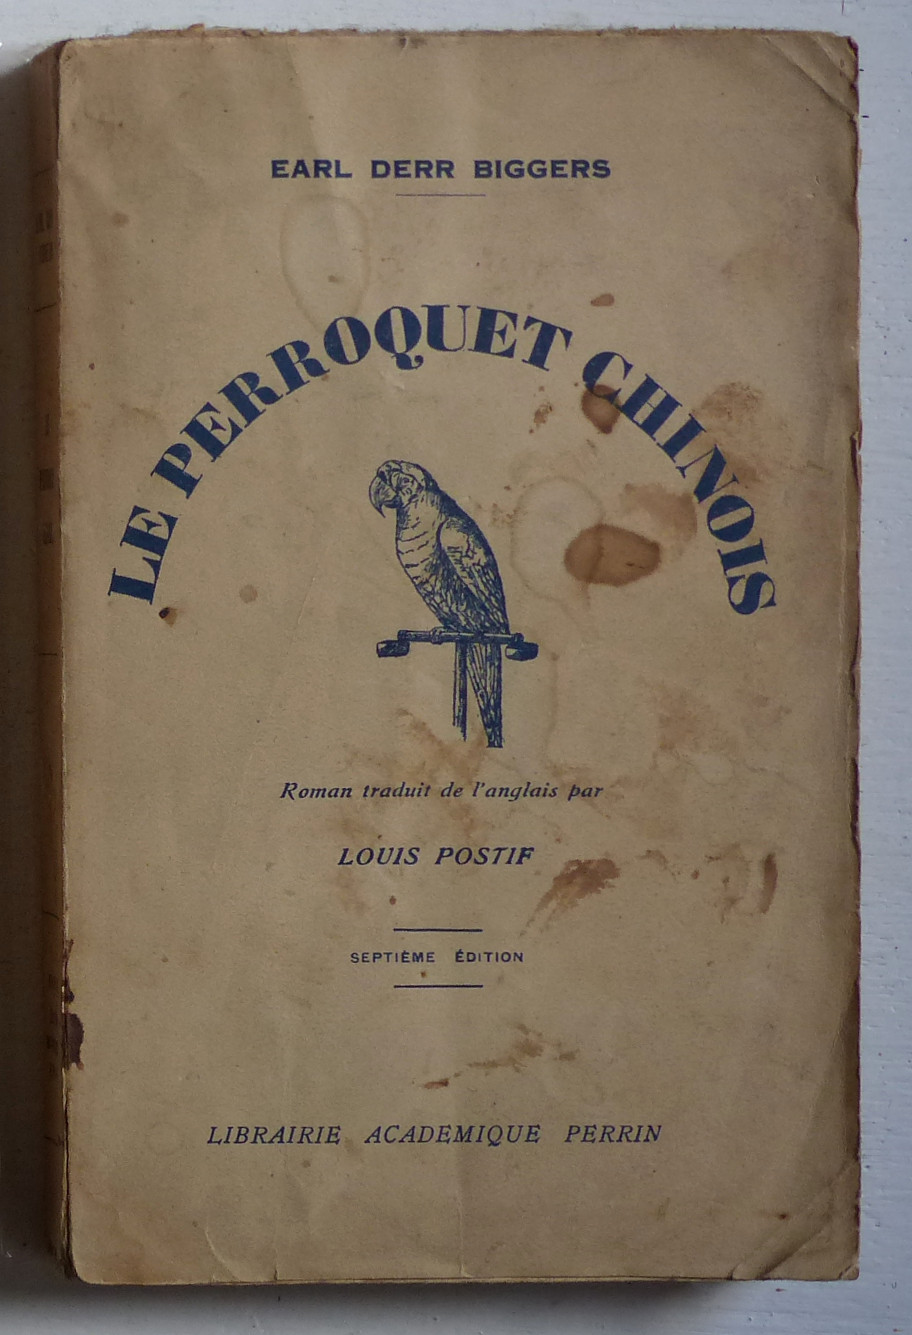 EARL DERR BIGGERS
LE PERROQUET CHINOIS
Roman traduit de l'anglais par
LOUIS POSTIF
SEPTIÈME ÉDITION
LIBRAIRIE ACADEMIQUE PERRIN